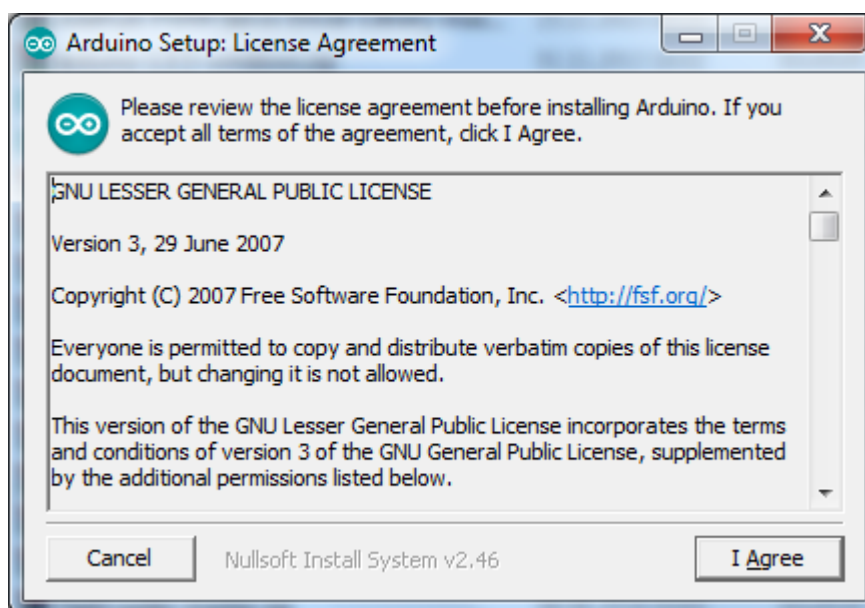 Arduino Setup: License Agreement
Please review the license agreement before installing Arduino. If you
accept all terms of the agreement, click I Agree.
GNU LESSER GENERAL PUBLIC LICENSE
Version 3, 29 June 2007
Copyright (C) 2007 Free Software Foundation, Inc. <http://fsf.org/>
Everyone is permitted to copy and distribute verbatim copies of this license
document, but changing it is not allowed.
This version of the GNU Lesser General Public License incorporates the terms
and conditions of version 3 of the GNU General Public License, supplemented
by the additional permissions listed below.
Cancel
Nullsoft Install System v2.46
I Agree